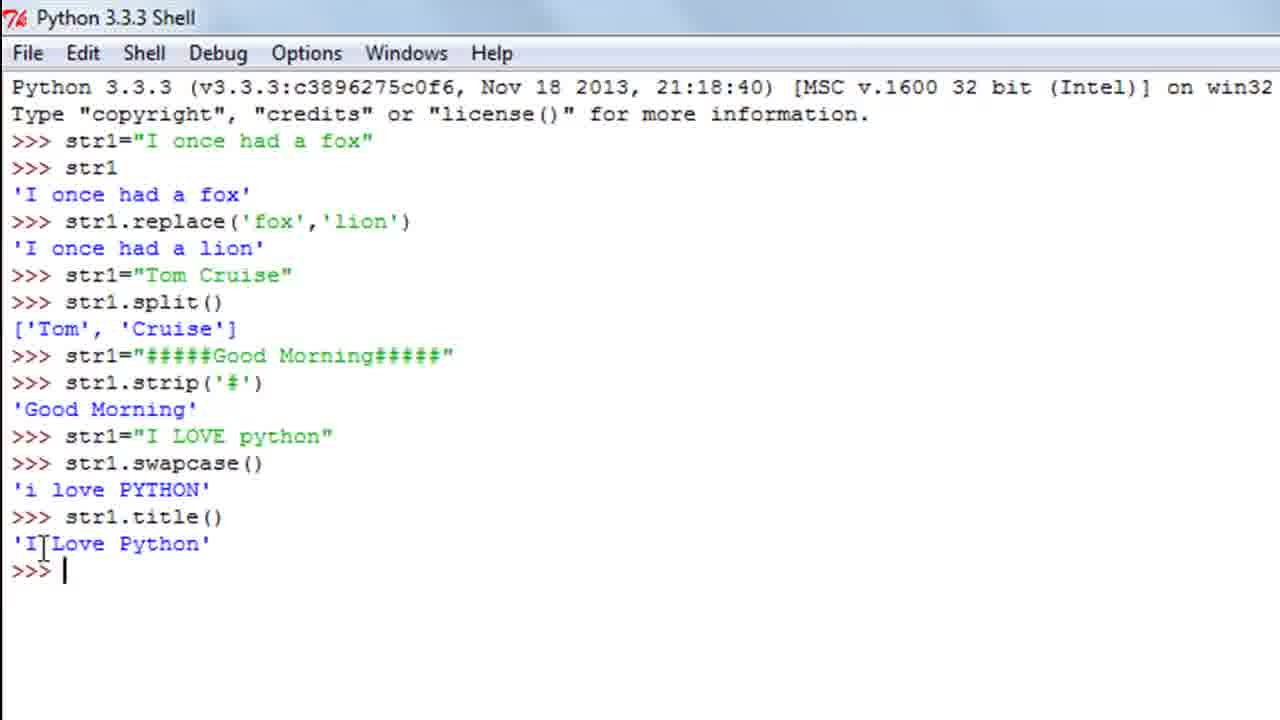 Python 3.3.3 Shell
File Edit Shell Debug Options Windows Help
Python 3.3.3 (v3.3.3:c3896275c0f6, Nov 18 2013, 21:18:40) [MSC v.1600 32 bit (Intel)] on win32
Type "copyright", "credits" or "license()" for more information.
>>> str1="I once had a fox"
>>> str1
'I once had a fox'
>>> str1.replace('fox','lion')
'I once had a lion'
>>> str1="Tom Cruise"
>>> str1.split()
['Tom', 'Cruise']
>>> str1="#####Good Morning#####"
>>> str1.strip('#')
'Good Morning'
>>> str1="I LOVE python"
>>> str1.swapcase()
'i love PYTHON'
>>> str1.title()
'I Love Python'
>>>